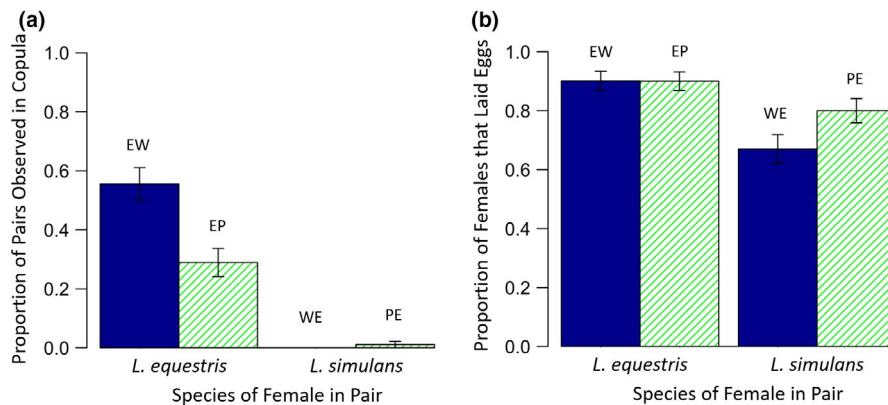 (a)
Proportion of Pairs Observed in Copula
1.0
0.8
0.6
0.4
0.2
0.0
EW
EP
WE
PE
L. equestris
L. simulans
Species of Female in Pair
(b)
Proportion of Females that Laid Eggs
1.0
0.8
0.6
0.4
0.2
0.0
EW
EP
WE
PE
L. equestris
L. simulans
Species of Female in Pair